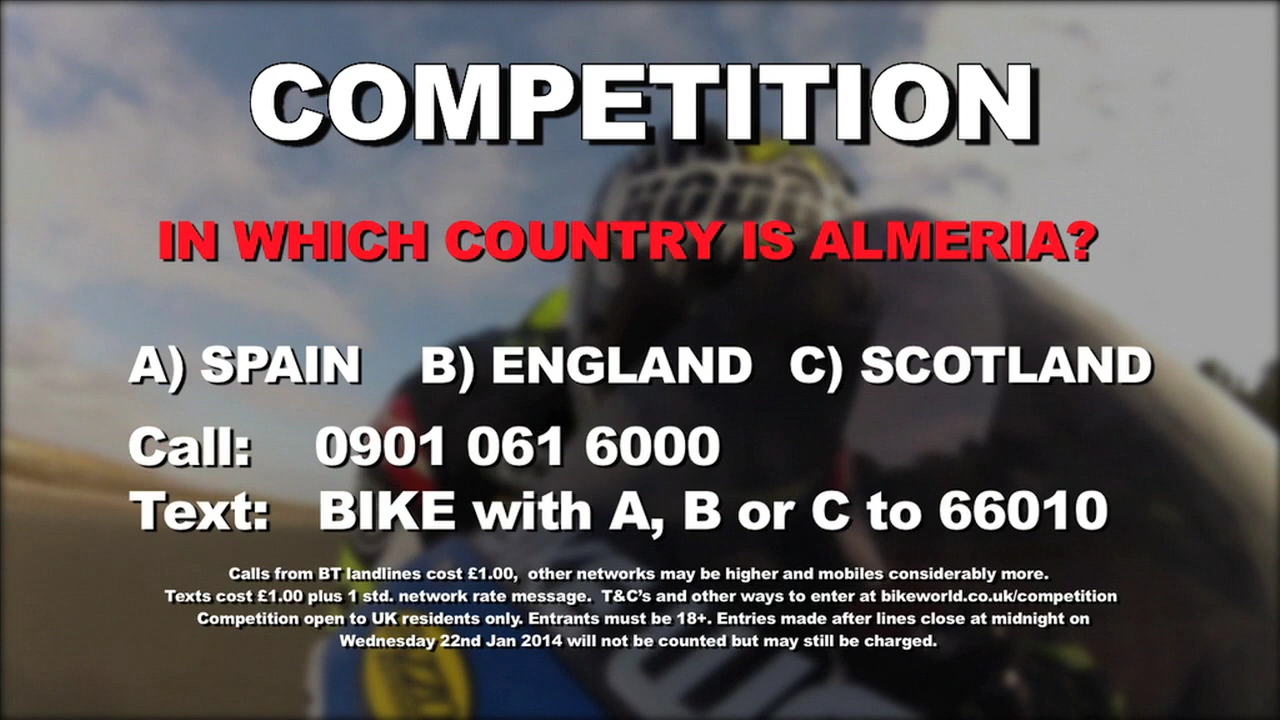 COMPETITION
IN WHICH COUNTRY IS ALMERIA?
A) SPAIN B) ENGLAND C) SCOTLAND
Call: 0901 061 6000
Text: BIKE with A, B or C to 66010
Calls from BT landlines cost £1.00, other networks may be higher and mobiles considerably more.
Texts cost £1.00 plus 1 std. network rate message. T&C's and other ways to enter at bikeworld.co.uk/competition
Competition open to UK residents only. Entrants must be 18+. Entries made after lines close at midnight on
Wednesday 22nd Jan 2014 will not be counted but may still be charged.